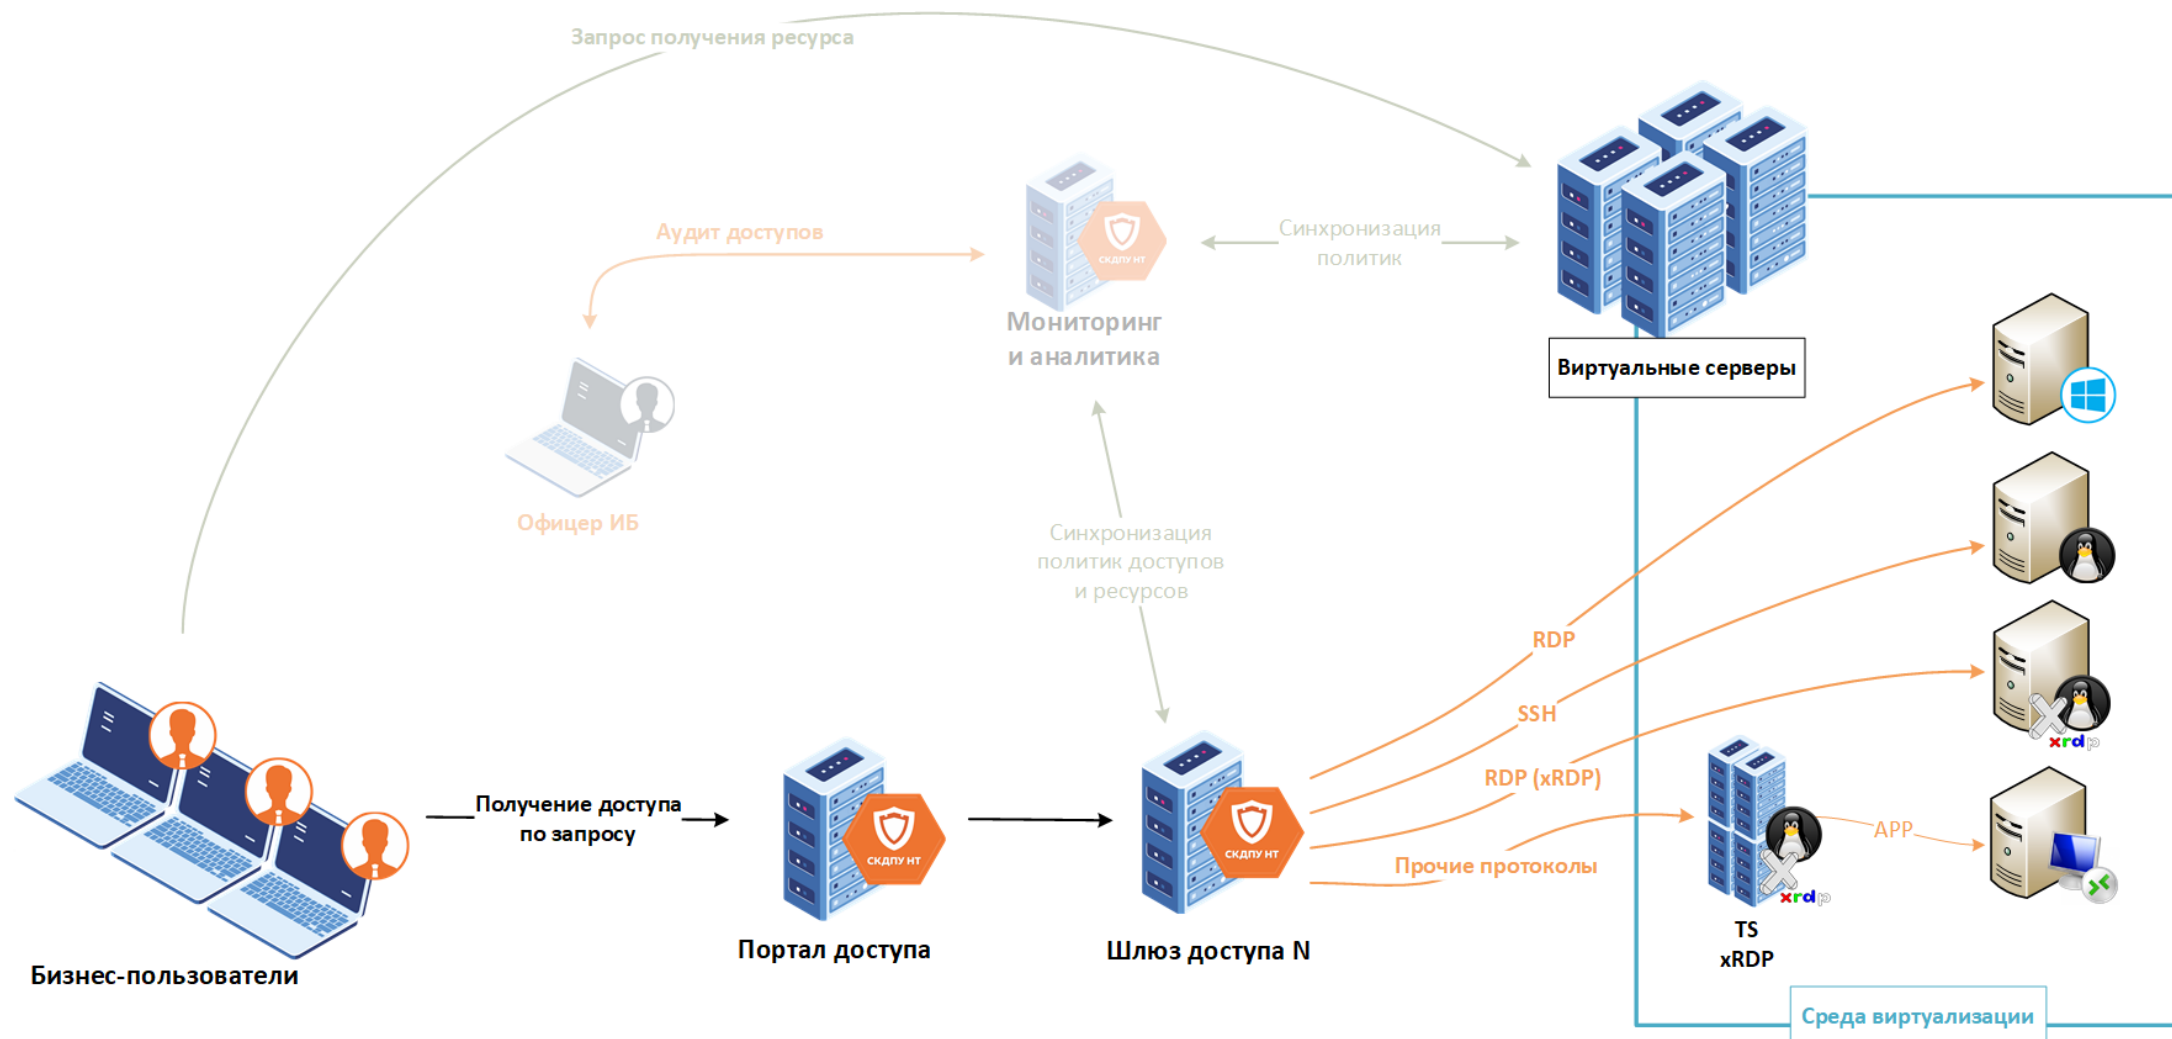 Запрос получения ресурса
Аудит доступов
СКДПУ НТ
Мониторинг
и аналитика
Синхронизация
политик
Виртуальные серверы
Офицер ИБ
Синхронизация
политик доступов
и ресурсов
RDP
SSH
RDP (xRDP)
Прочие протоколы
xrdp
APP
xrdp
TS
xRDP
Получение доступа
по запросу
СКДПУ НТ
СКДПУ НТ
Бизнес-пользователи
Портал доступа
Шлюз доступа N
Среда виртуализации